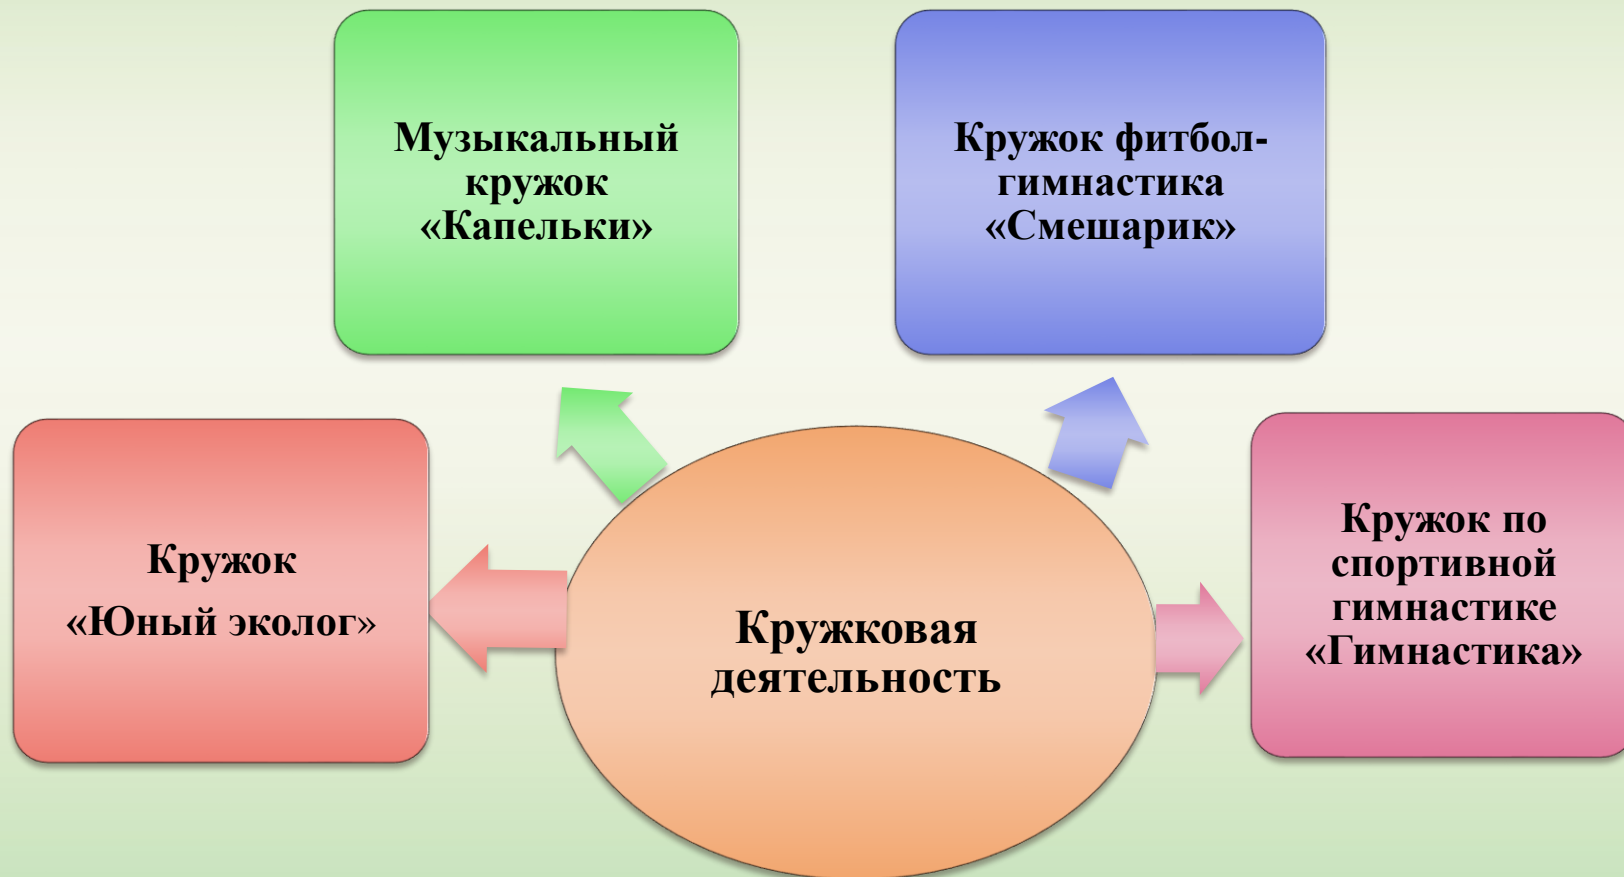 Музыкальный
кружок
«Капельки»
Кружок фитбол-
гимнастика
«Смешарик»
Кружок
«Юный эколог»
Кружковая
деятельность
Кружок по
спортивной
гимнастике
«Гимнастика»